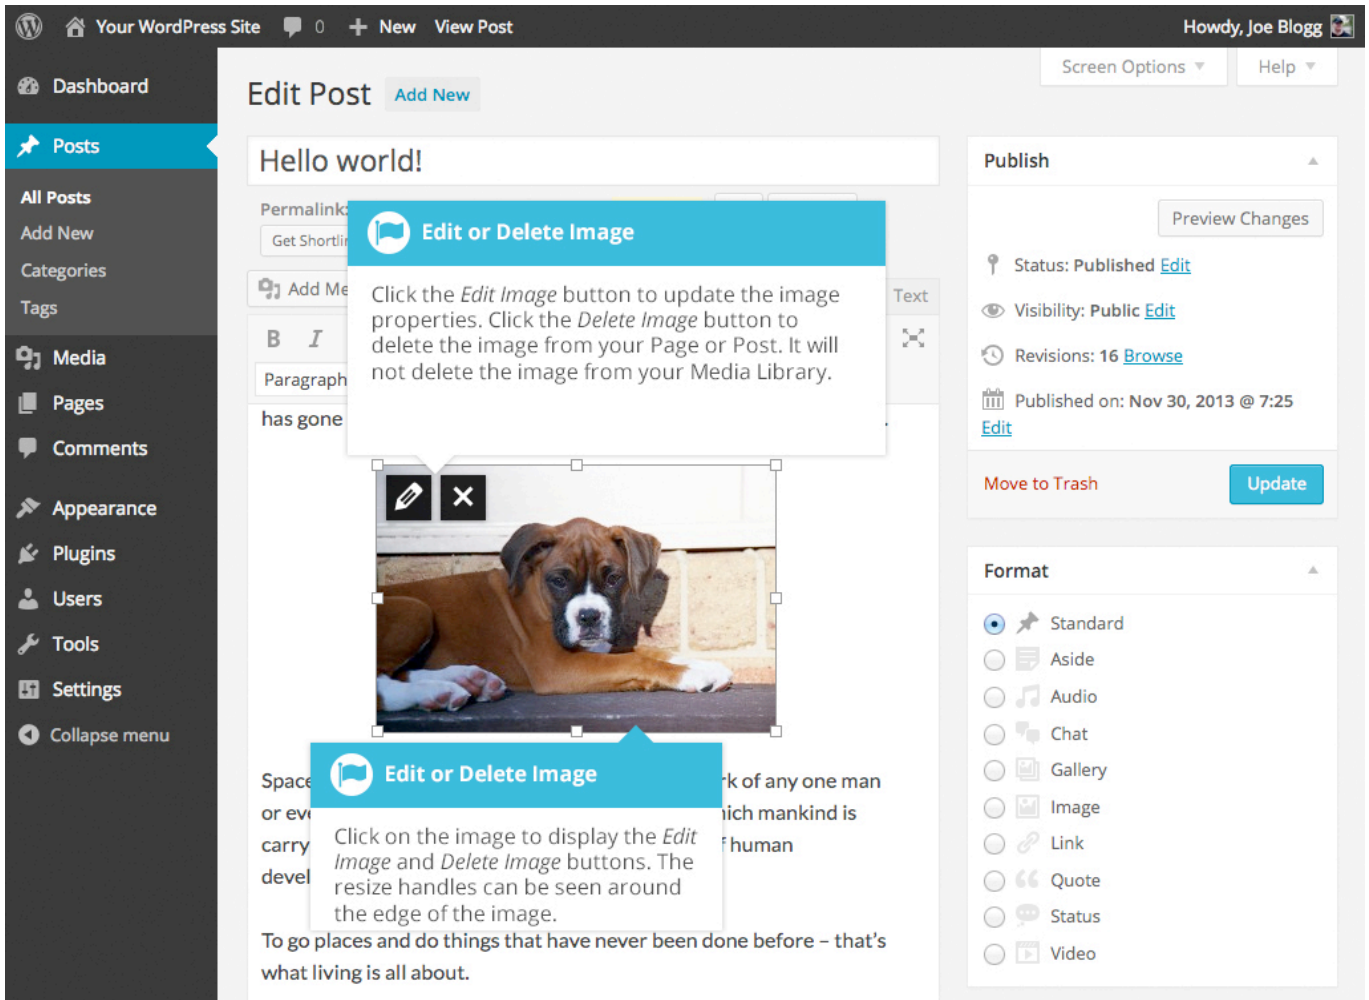 Your WordPress Site 0 New View Post Howdy, Joe Blogg
Screen Options Help
Dashboard
Posts
All Posts
Add New
Categories
Tags
Media
Pages
Comments
Appearance
Plugins
Users
Tools
Settings
Collapse menu
Edit Post Add New
Hello world!
Permalink:
Get Shortlin
Add Me
Text
B I
Paragraph
has gone
Edit or Delete Image
Click the Edit Image button to update the image
properties. Click the Delete Image button to
delete the image from your Page or Post. It will
not delete the image from your Media Library.
Edit or Delete Image
Click on the image to display the Edit
Image and Delete Image buttons. The
resize handles can be seen around
the edge of the image.
Space rk of any one man
or eve ich mankind is
carry f human
devel
To go places and do things that have never been done before – that's
what living is all about.
Publish
Preview Changes
Status: Published Edit
Visibility: Public Edit
Revisions: 16 Browse
Published on: Nov 30, 2013 @ 7:25
Edit
Move to Trash Update
Format
Standard
Aside
Audio
Chat
Gallery
Image
Link
Quote
Status
Video